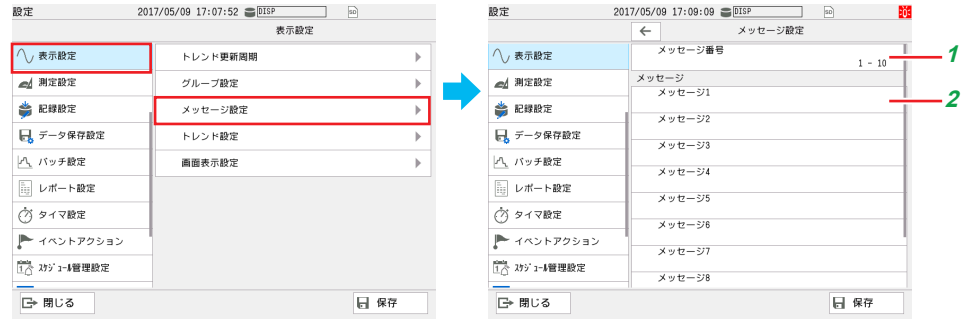 設定 2017/05/09 17:07:52 DISP SD
表示設定
表示設定
測定設定
記録設定
データ保存設定
バッチ設定
レポート設定
タイマ設定
イベントアクション
スケジュール管理設定
トレンド更新周期
グループ設定
メッセージ設定
トレンド設定
画面表示設定
閉じる
保存
設定 2017/05/09 17:09:09 DISP SD
メッセージ設定
表示設定
測定設定
記録設定
データ保存設定
バッチ設定
レポート設定
タイマ設定
イベントアクション
スケジュール管理設定
メッセージ番号
1 - 10
メッセージ
メッセージ1
メッセージ2
メッセージ3
メッセージ4
メッセージ5
メッセージ6
メッセージ7
メッセージ8
閉じる
保存
1
2